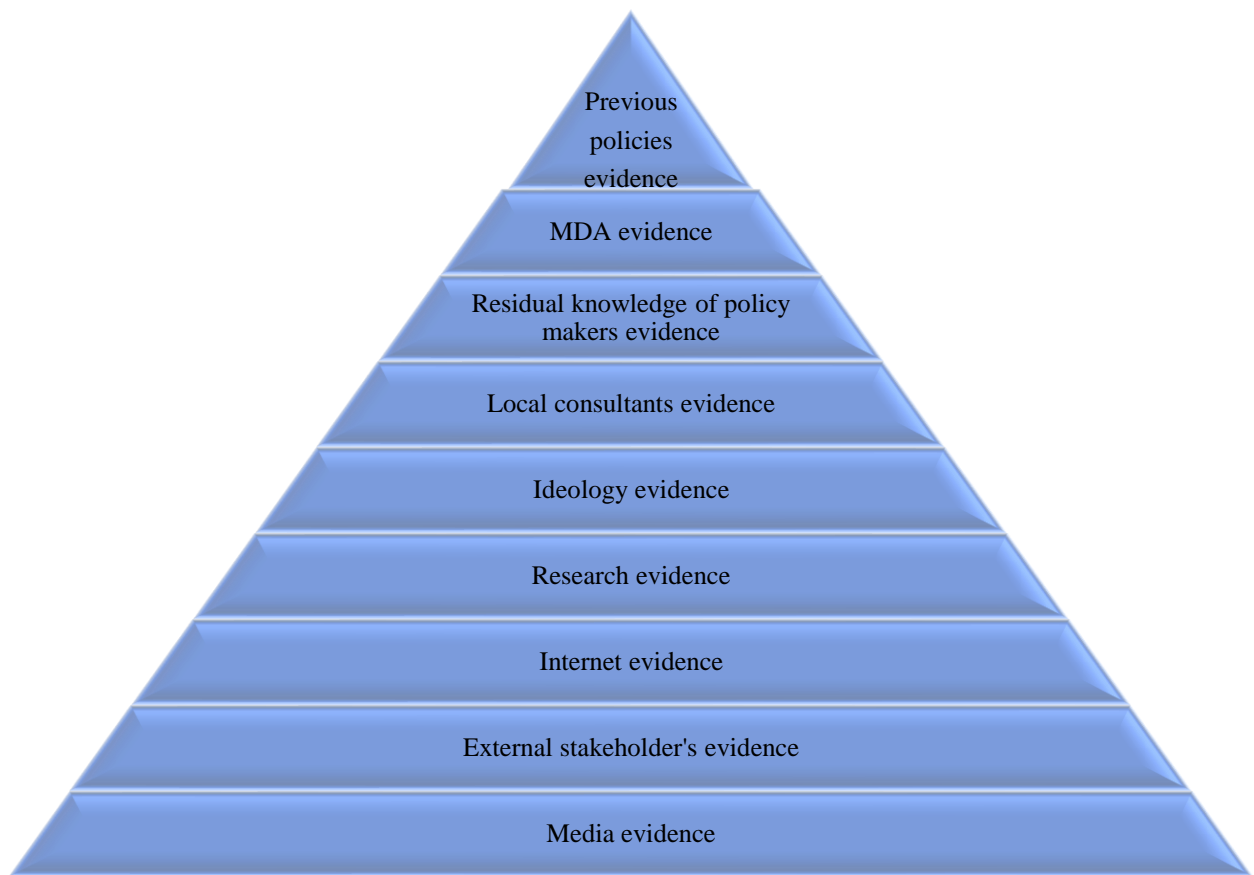 Previous
policies
evidence
MDA evidence
Residual knowledge of policy
makers evidence
Local consultants evidence
Ideology evidence
Research evidence
Internet evidence
External stakeholder's evidence
Media evidence